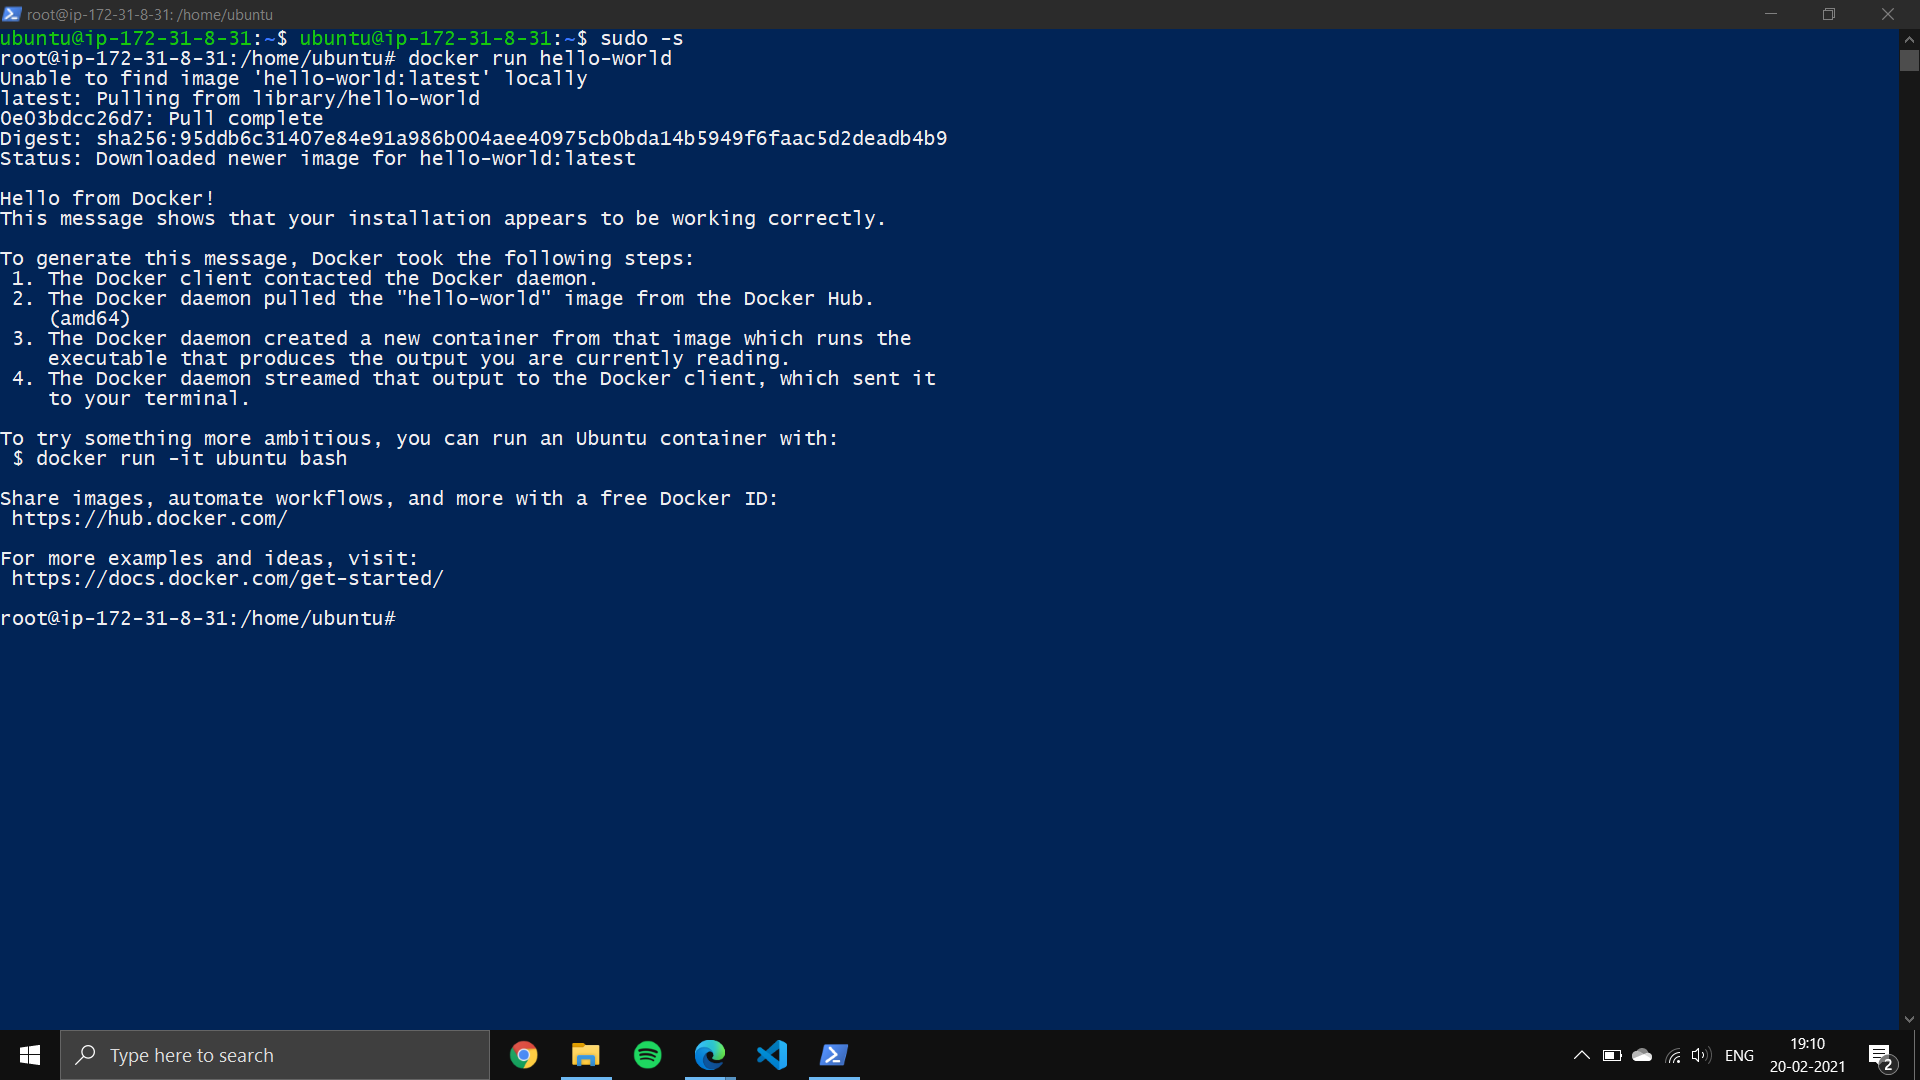 root@ip-172-31-8-31: /home/ubuntu
ubuntu@ip-172-31-8-31:~$ ubuntu@ip-172-31-8-31:~$ sudo -s
root@ip-172-31-8-31:/home/ubuntu# docker run hello-world
Unable to find image 'hello-world:latest' locally
latest: Pulling from library/hello-world
0e03bdcc26d7: Pull complete
Digest: sha256:95ddb6c31407e84e91a986b004aee40975cb0bda14b5949f6faac5d2deadb4b9
Status: Downloaded newer image for hello-world:latest
Hello from Docker!
This message shows that your installation appears to be working correctly.
To generate this message, Docker took the following steps:
1. The Docker client contacted the Docker daemon.
2. The Docker daemon pulled the "hello-world" image from the Docker Hub.
(amd64)
3. The Docker daemon created a new container from that image which runs the
executable that produces the output you are currently reading.
4. The Docker daemon streamed that output to the Docker client, which sent it
to your terminal.
To try something more ambitious, you can run an Ubuntu container with:
$ docker run -it ubuntu bash
Share images, automate workflows, and more with a free Docker ID:
https://hub.docker.com/
For more examples and ideas, visit:
https://docs.docker.com/get-started/
root@ip-172-31-8-31:/home/ubuntu#
Type here to search
ENG
19:10
20-02-2021
2